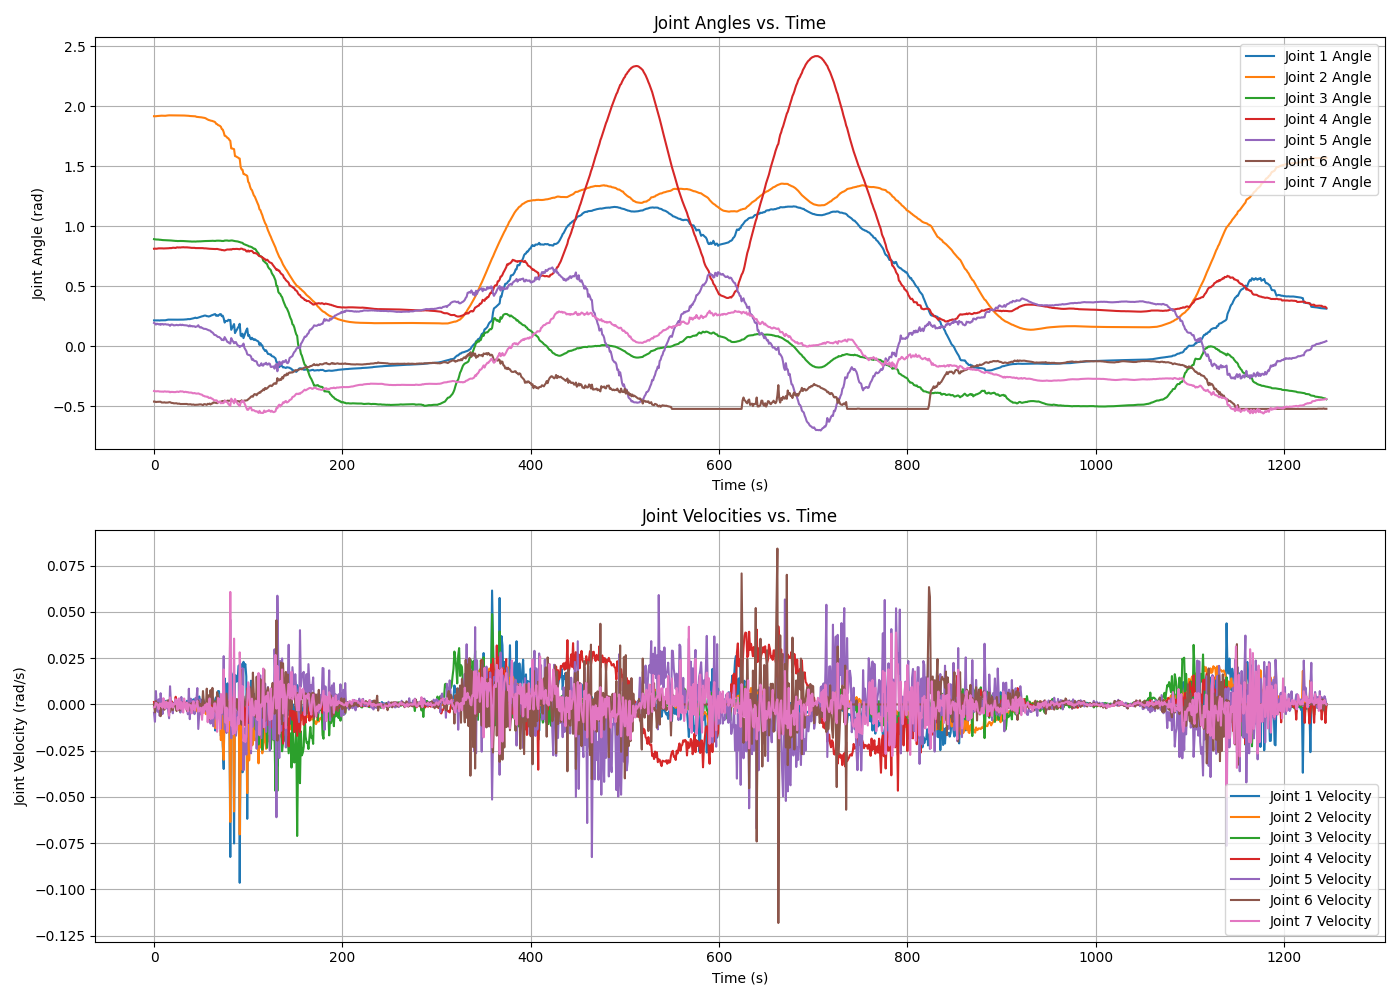 Joint Angles vs. Time
Joint Angle (rad)
2.5
2.0
1.5
1.0
0.5
0.0
−0.5
Joint 1 Angle
Joint 2 Angle
Joint 3 Angle
Joint 4 Angle
Joint 5 Angle
Joint 6 Angle
Joint 7 Angle
0 200 400 600 800 1000 1200
Time (s)
Joint Velocities vs. Time
Joint Velocity (rad/s)
0.075
0.050
0.025
0.000
−0.025
−0.050
−0.075
−0.100
−0.125
Joint 1 Velocity
Joint 2 Velocity
Joint 3 Velocity
Joint 4 Velocity
Joint 5 Velocity
Joint 6 Velocity
Joint 7 Velocity
0 200 400 600 800 1000 1200
Time (s)